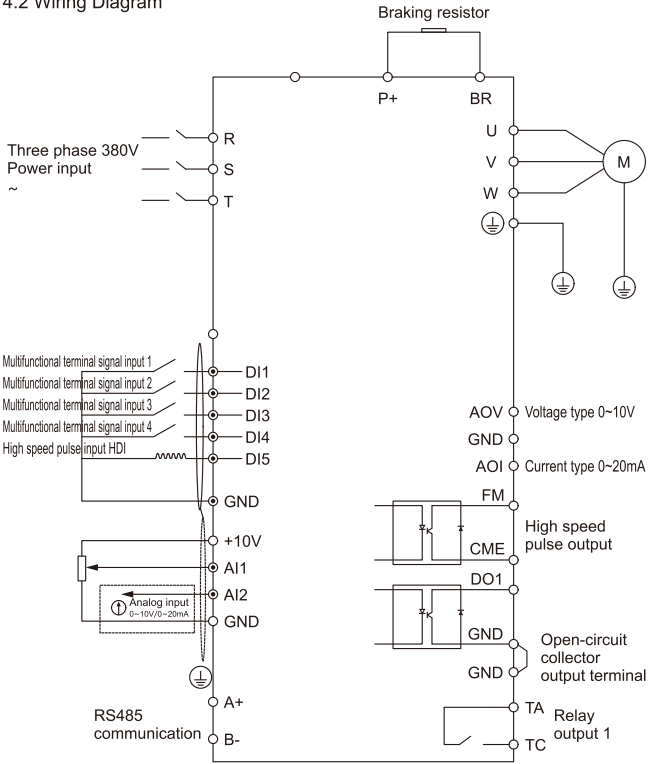 4.2 Wiring Diagram
Braking resistor
P+
BR
R
S
T
Three phase 380V
Power input
~
U
V
W
M
Multifunctional terminal signal input 1
Multifunctional terminal signal input 2
Multifunctional terminal signal input 3
Multifunctional terminal signal input 4
High speed pulse input HDI
DI1
DI2
DI3
DI4
DI5
GND
+10V
AI1
AI2
GND
Analog input
0~10V/0~20mA
A+
B-
RS485
communication
AOV
Voltage type 0~10V
GND
AOI
Current type 0~20mA
FM
CME
High speed
pulse output
DO1
GND
GND
Open-circuit
collector
output terminal
TA
TC
Relay
output 1